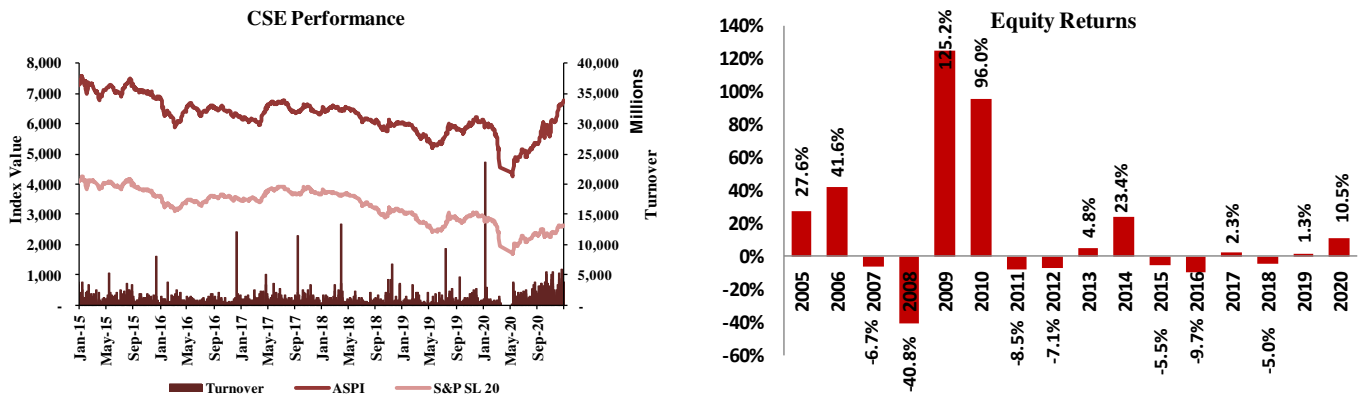 CSE Performance
8,000
7,000
6,000
5,000
4,000
3,000
2,000
1,000
-
Index Value
40,000
35,000
30,000
25,000
20,000
15,000
10,000
5,000
-
Millions
Turnover
Jan-15
May-15
Sep-15
Jan-16
May-16
Sep-16
Jan-17
May-17
Sep-17
Jan-18
May-18
Sep-18
Jan-19
May-19
Sep-19
Jan-20
May-20
Sep-20
Turnover ASPI S&P SL 20
Equity Returns
140%
120%
100%
80%
60%
40%
20%
0%
-20%
-40%
-60%
27.6%
41.6%
-6.7%
-40.8%
125.2%
96.0%
-8.5%
-7.1%
4.8%
23.4%
-5.5%
-9.7%
2.3%
-5.0%
1.3%
10.5%
2005
2006
2007
2008
2009
2010
2011
2012
2013
2014
2015
2016
2017
2018
2019
2020